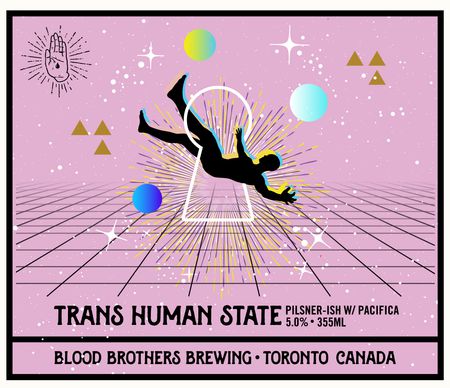 TRANS HUMAN STATE PILSNER-ISH W/ PACIFICA
5.0% • 355ML
BLOOD BROTHERS BREWING • TORONTO CANADA